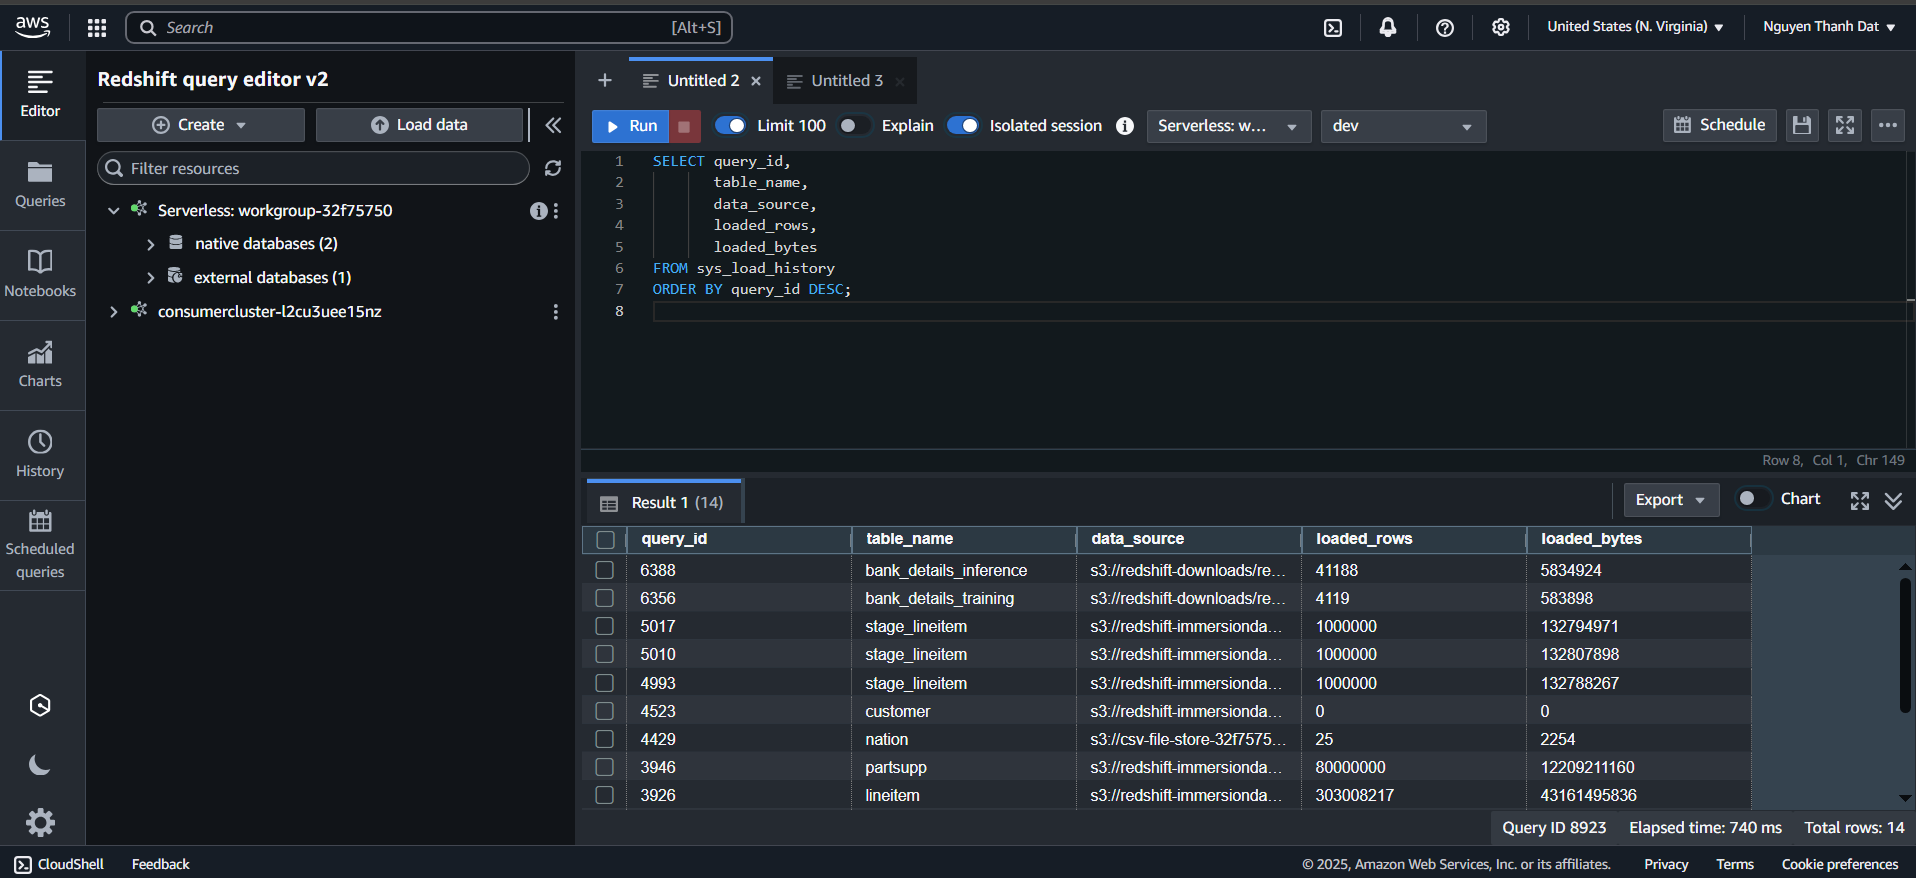 aws
Search [Alt+S]
United States (N. Virginia)
Nguyen Thanh Dat
Editor
Queries
Notebooks
Charts
History
Scheduled queries
Redshift query editor v2
Create
Load data
Filter resources
Serverless: workgroup-32f75750
native databases (2)
external databases (1)
consumercluster-l2cu3uee15nz
Untitled 2
Untitled 3
Run
Limit 100
Explain
Isolated session
Serverless: w...
dev
Schedule
1 SELECT query_id,
2 table_name,
3 data_source,
4 loaded_rows,
5 loaded_bytes
6 FROM sys_load_history
7 ORDER BY query_id DESC;
8
Row 8, Col 1, Chr 149
Result 1 (14)
Export
Chart
query_id table_name data_source loaded_rows loaded_bytes
6388 bank_details_inference s3://redshift-downloads/re... 41188 5834924
6356 bank_details_training s3://redshift-downloads/re... 4119 583898
5017 stage_lineitem s3://redshift-immersionda... 1000000 132794971
5010 stage_lineitem s3://redshift-immersionda... 1000000 132807898
4993 stage_lineitem s3://redshift-immersionda... 1000000 132788267
4523 customer s3://redshift-immersionda... 0 0
4429 nation s3://csv-file-store-32f7575... 25 2254
3946 partsupp s3://redshift-immersionda... 80000000 12209211160
3926 lineitem s3://redshift-immersionda... 303008217 43161495836
Query ID 8923 Elapsed time: 740 ms Total rows: 14
CloudShell Feedback
© 2025, Amazon Web Services, Inc. or its affiliates. Privacy Terms Cookie preferences